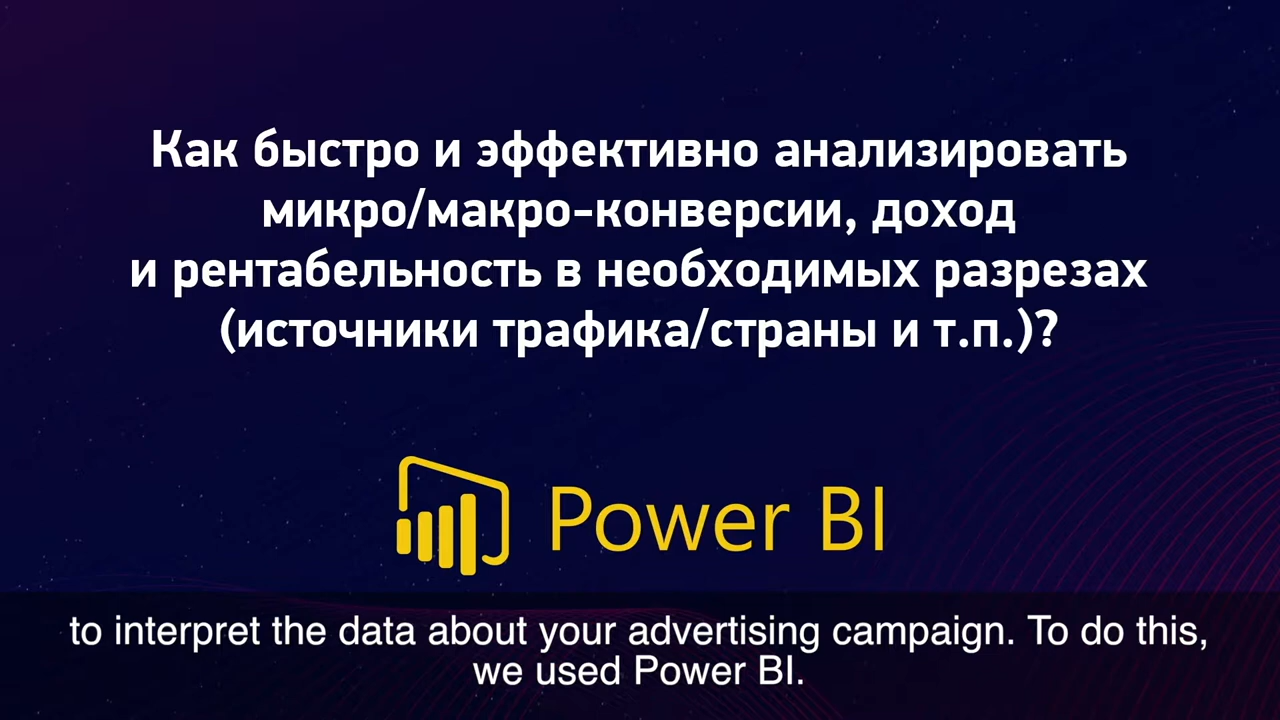 Как быстро и эффективно анализировать
микро/макро-конверсии, доход
и рентабельность в необходимых разрезах
(источники трафика/страны и т.п.)?
Power BI
to interpret the data about your advertising campaign. To do this,
we used Power BI.